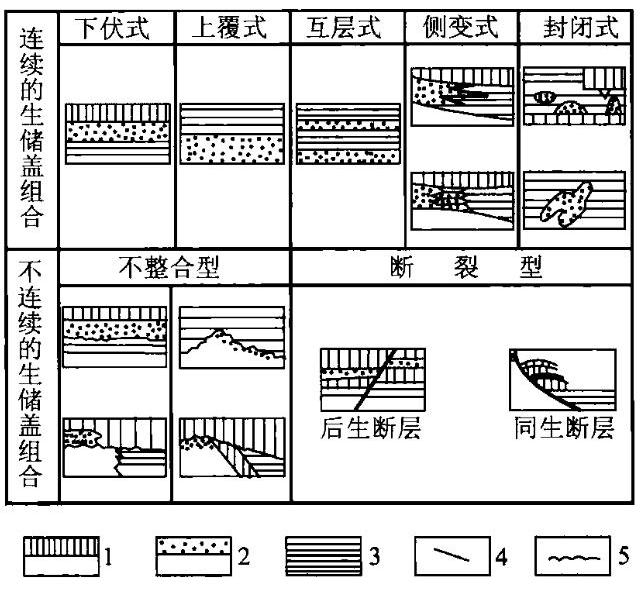 连续的生储盖组合
下伏式
上覆式
互层式
侧变式
封闭式
不连续的生储盖组合
不整合型
断裂型
后生断层
同生断层
1
2
3
4
5